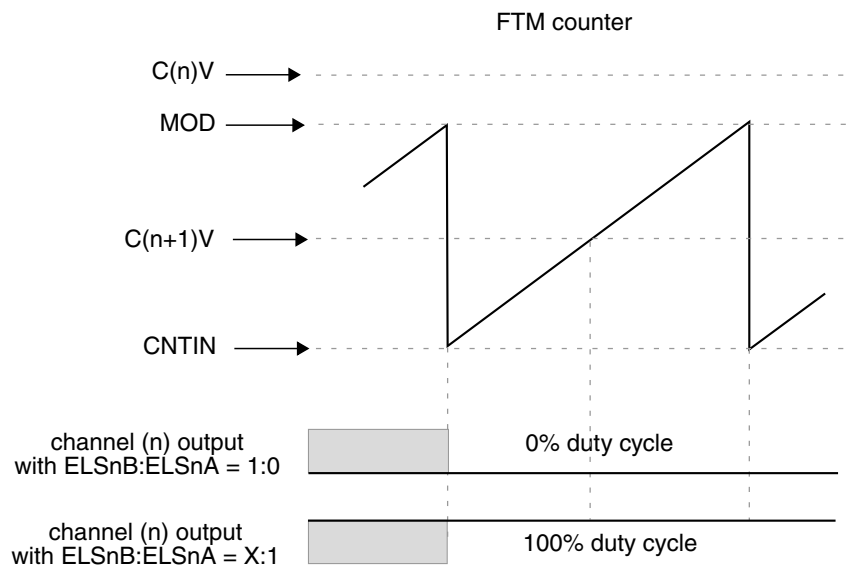 FTM counter
C(n)V
MOD
C(n+1)V
CNTIN
channel (n) output
with ELSnB:ELSnA = 1:0
0% duty cycle
channel (n) output
with ELSnB:ELSnA = X:1
100% duty cycle